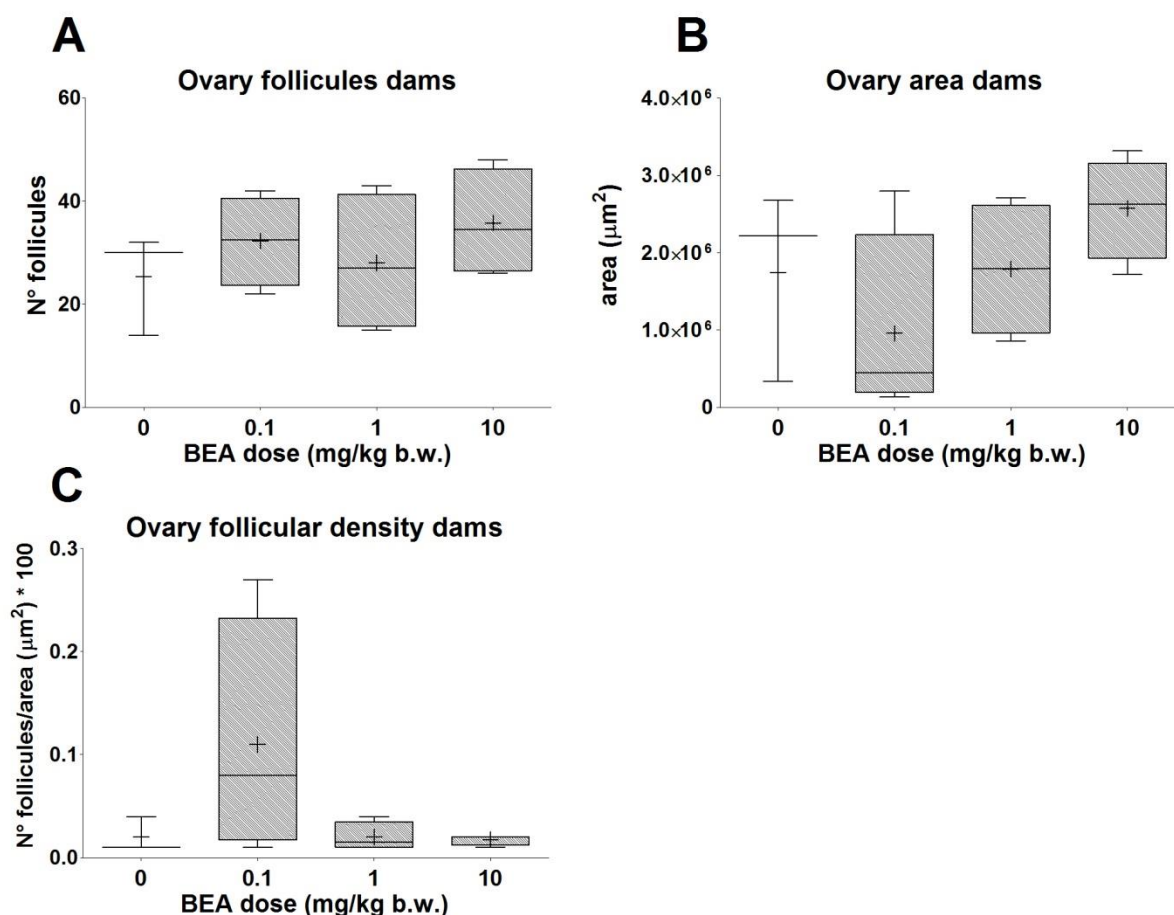 A
Ovary follicules dams
N° follicules
60
40
20
0
0 0.1 1 10
BEA dose (mg/kg b.w.)
B
Ovary area dams
area (μm²)
4.0×10⁶
3.0×10⁶
2.0×10⁶
1.0×10⁶
0
0 0.1 1 10
BEA dose (mg/kg b.w.)
C
Ovary follicular density dams
N° follicules/area (μm²) * 100
0.3
0.2
0.1
0.0
0 0.1 1 10
BEA dose (mg/kg b.w.)